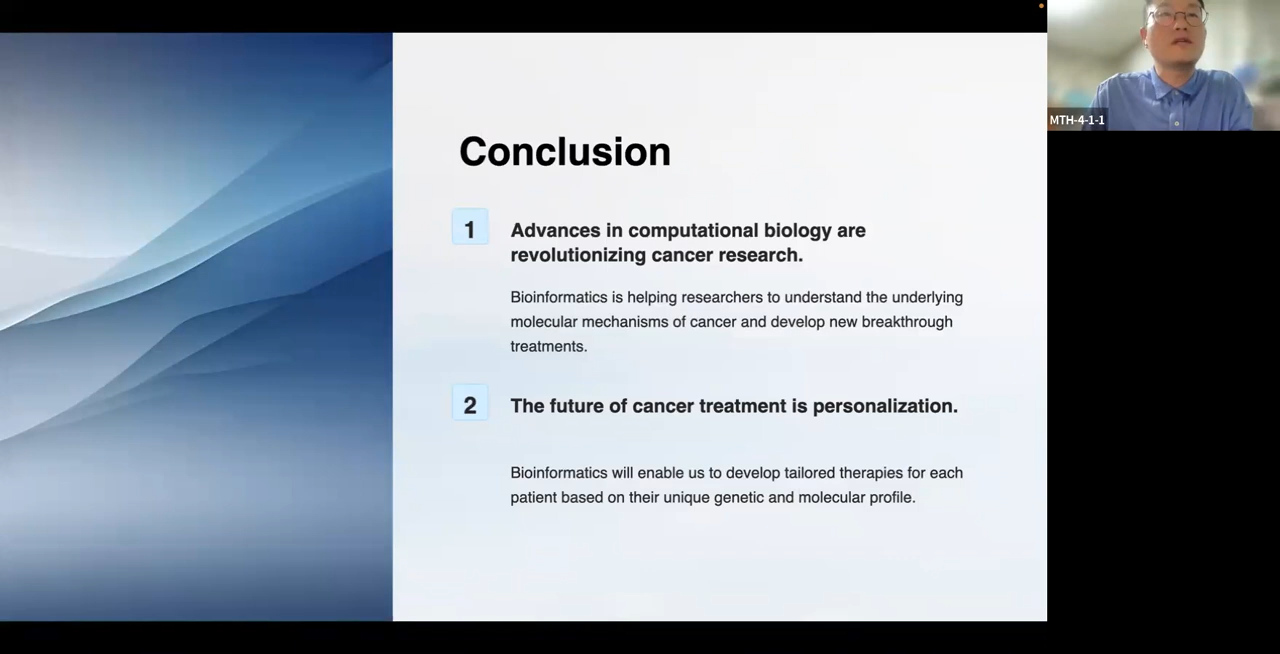 Conclusion
1
Advances in computational biology are
revolutionizing cancer research.
Bioinformatics is helping researchers to understand the underlying
molecular mechanisms of cancer and develop new breakthrough
treatments.
2
The future of cancer treatment is personalization.
Bioinformatics will enable us to develop tailored therapies for each
patient based on their unique genetic and molecular profile.
MTH-4-1-1